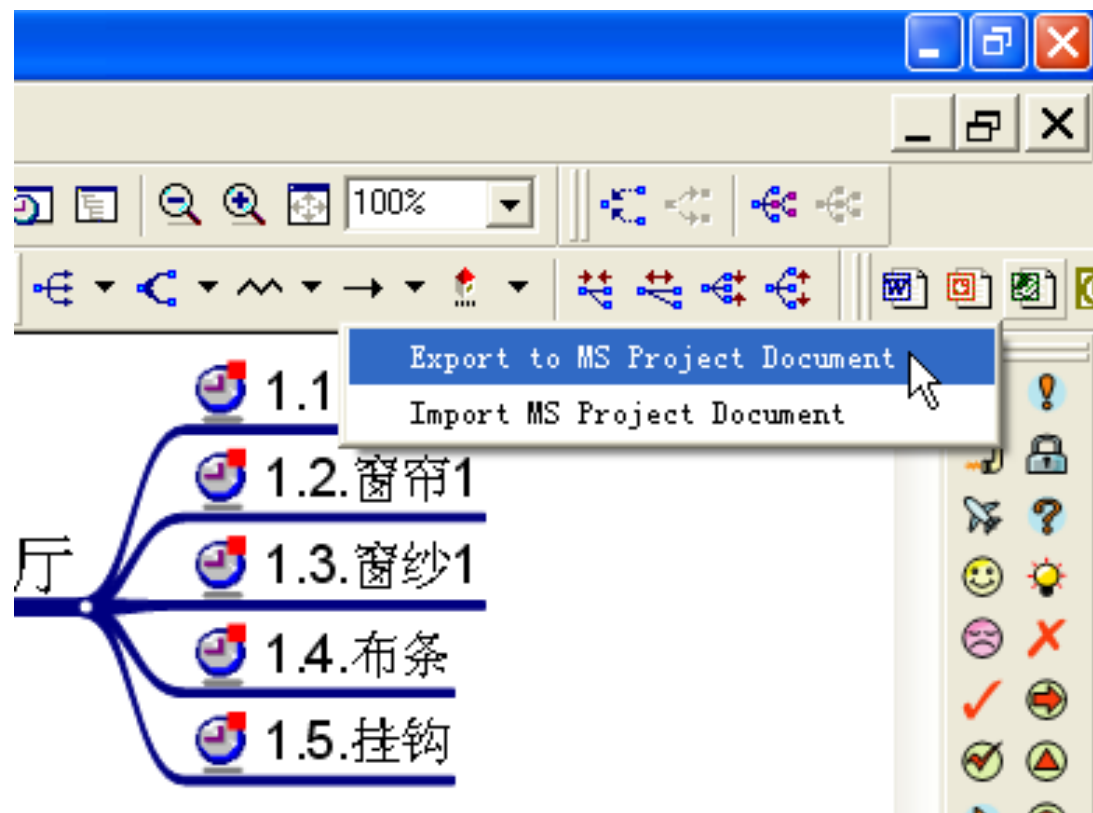 100%
Export to MS Project Document
Import MS Project Document
1.1
1.2.窗帘1
厅
1.3.窗纱1
1.4.布条
1.5.挂钩